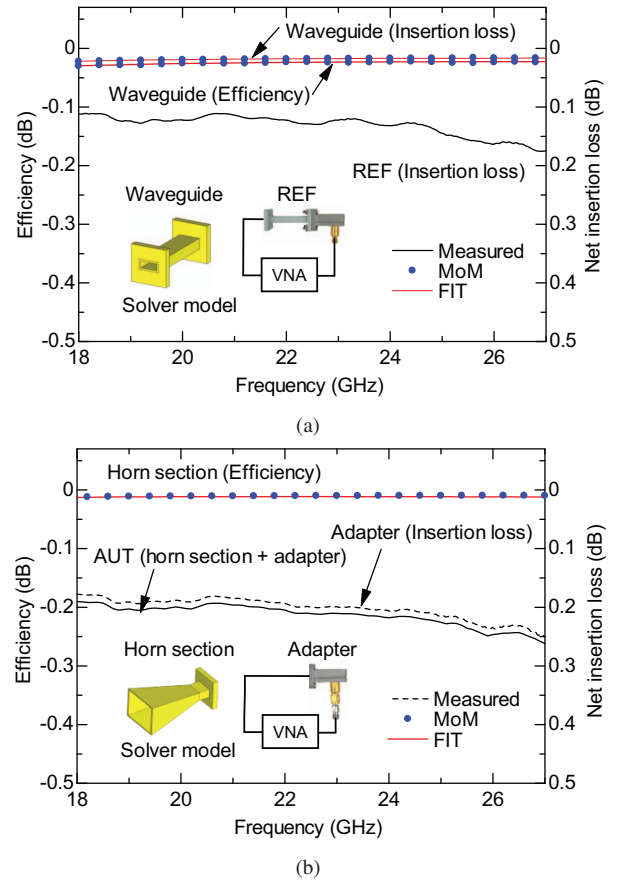 0
0
Waveguide (Insertion loss)
-0.1
0.1
Waveguide (Efficiency)
-0.2
0.2
REF (Insertion loss)
Waveguide
REF
-0.3
0.3
Measured
MoM
FIT
VNA
-0.4
0.4
Solver model
-0.5
0.5
18
20
22
24
26
Efficiency (dB)
Net insertion loss (dB)
Frequency (GHz)
(a)
Horn section (Efficiency)
0
0
Adapter (Insertion loss)
-0.1
0.1
AUT (horn section + adapter)
-0.2
0.2
Horn section
Adapter
-0.3
0.3
Measured
MoM
FIT
VNA
-0.4
0.4
Solver model
-0.5
0.5
18
20
22
24
26
Efficiency (dB)
Net insertion loss (dB)
Frequency (GHz)
(b)